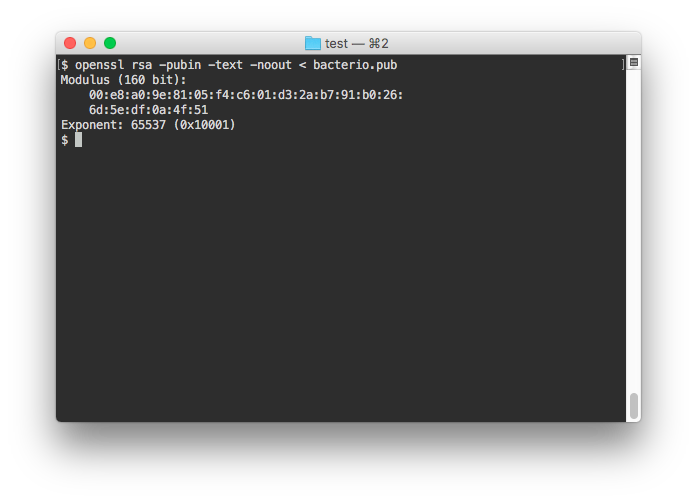 test — ⌘2
[$ openssl rsa -pubin -text -noout < bacterio.pub ]
Modulus (160 bit):
00:e8:a0:9e:81:05:f4:c6:01:d3:2a:b7:91:b0:26:
6d:5e:df:0a:4f:51
Exponent: 65537 (0x10001)
$